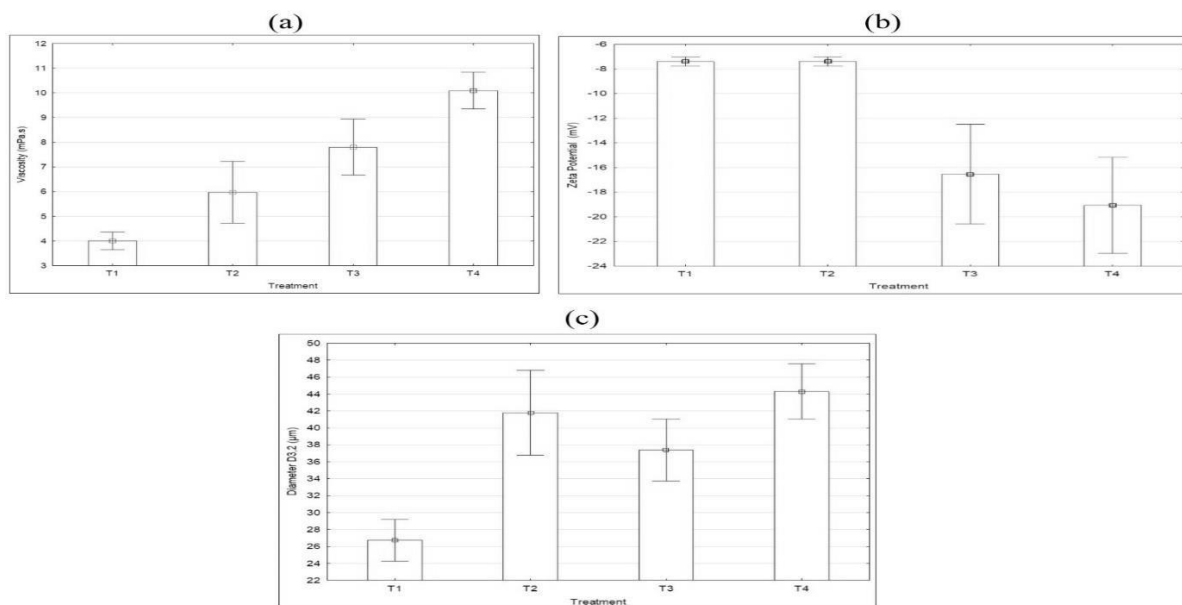 (a)
12
11
10
9
8
7
6
5
4
3
Viscosity (mPa.s)
T1 T2 T3 T4
Treatment
(b)
-6
-8
-10
-12
-14
-16
-18
-20
-22
-24
Zeta Potential (mV)
T1 T2 T3 T4
Treatment
(c)
50
48
46
44
42
40
38
36
34
32
30
28
26
24
22
Diameter D3,2 (µm)
T1 T2 T3 T4
Treatment